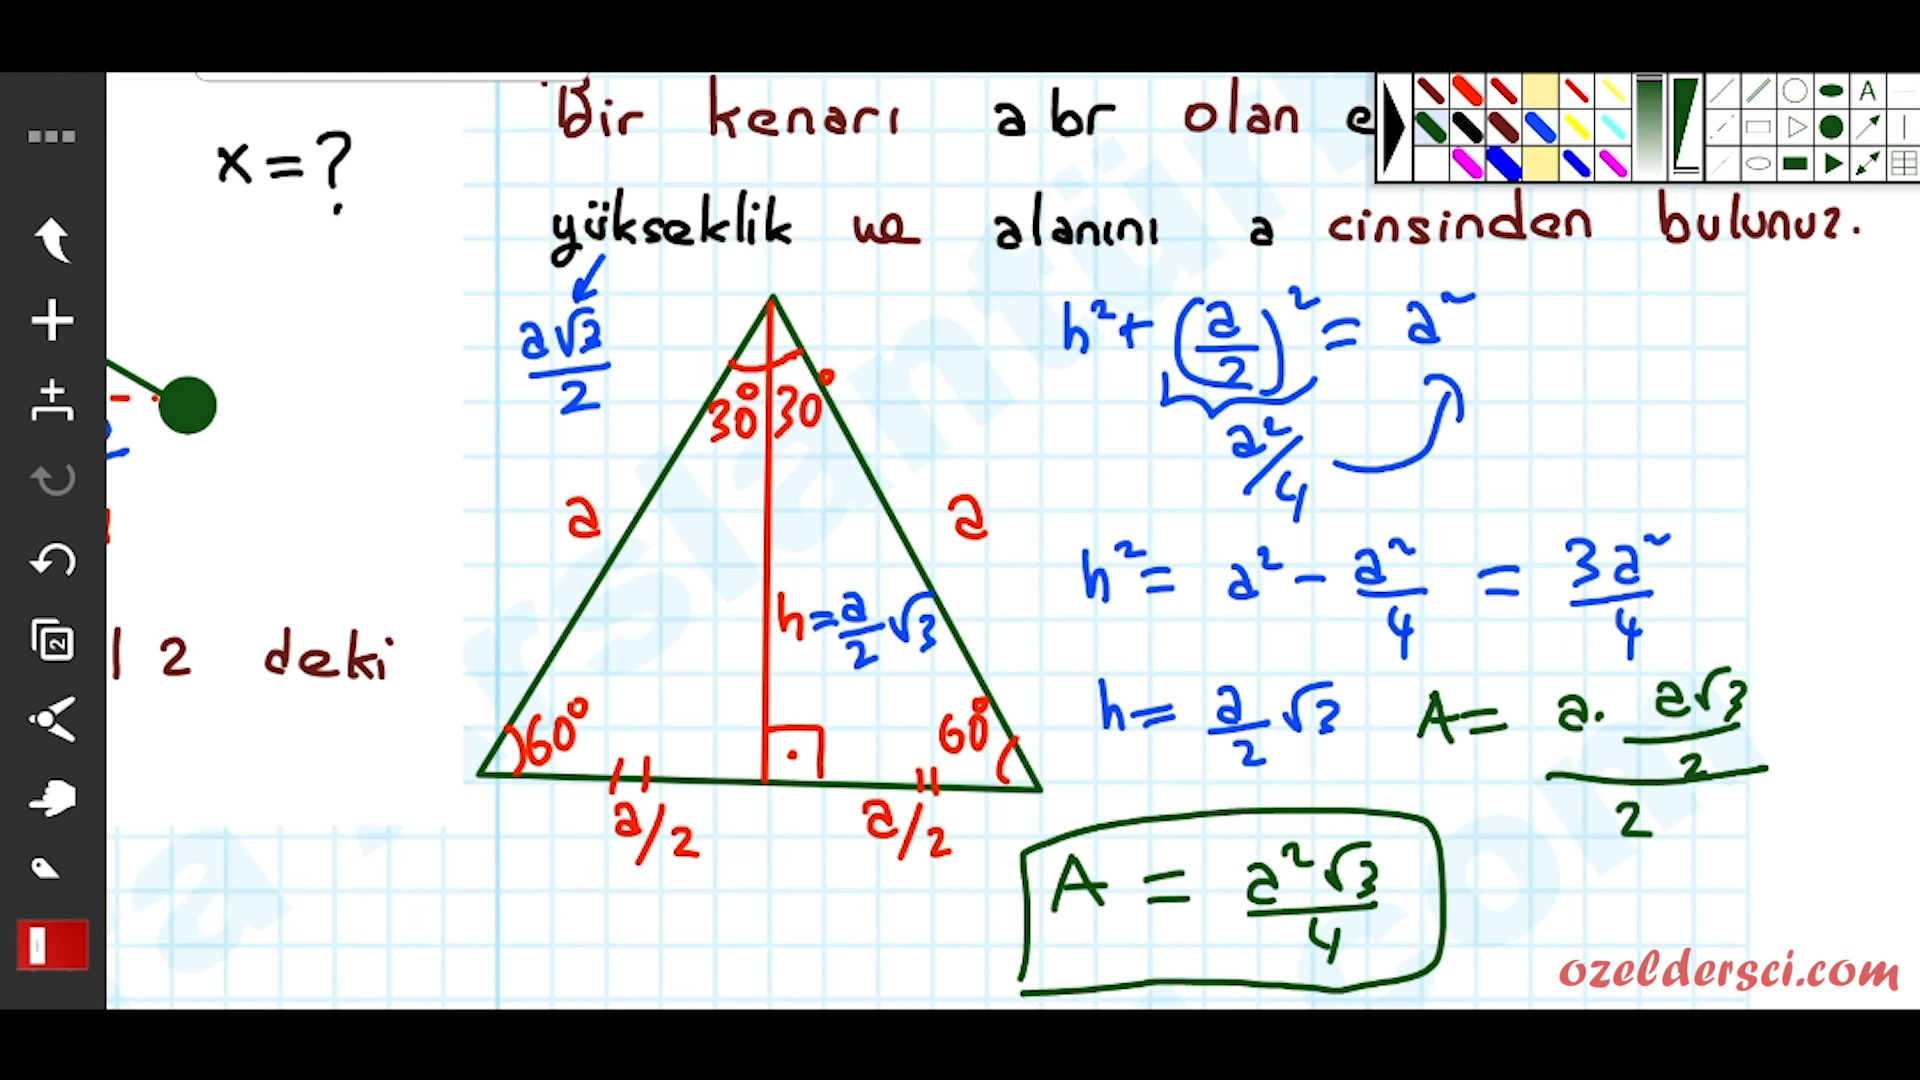 Bir kenarı a br olan e
x = ?
yükseklik ve alanını a cinsinden bulunuz.
a√3/2
h² + (a/2)² = a²
30° 30°
a²/4
a a
h² = a² - a²/4 = 3a²/4
h = a/2 √3
2 deki
h = a/2 √3 A = a. a√3/2 / 2
60° 60°
a/2 a/2
A = a²√3/4
ozeldersci.com